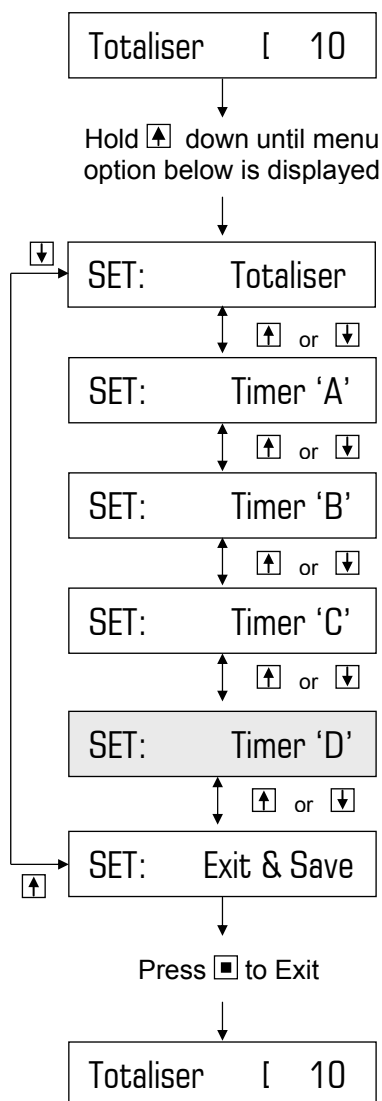 Totaliser [ 10
Hold down until menu
option below is displayed
SET: Totaliser
or
SET: Timer ‘A’
or
SET: Timer ‘B’
or
SET: Timer ‘C’
or
SET: Timer ‘D’
or
SET: Exit & Save
Press to Exit
Totaliser [ 10